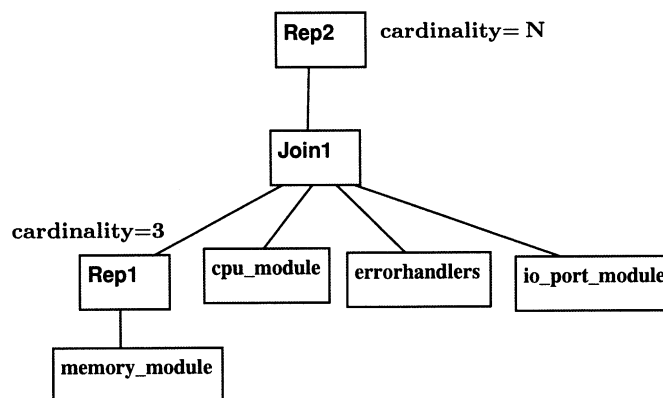 Rep2 cardinality= N
Join1
cardinality=3
Rep1
cpu_module
errorhandlers
io_port_module
memory_module